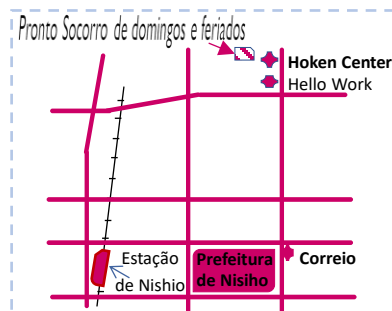 Pronto Socorro de domingos e feriados
Hoken Center
Hello Work
Estação
de Nishio
Prefeitura
de Nisiho
Correio